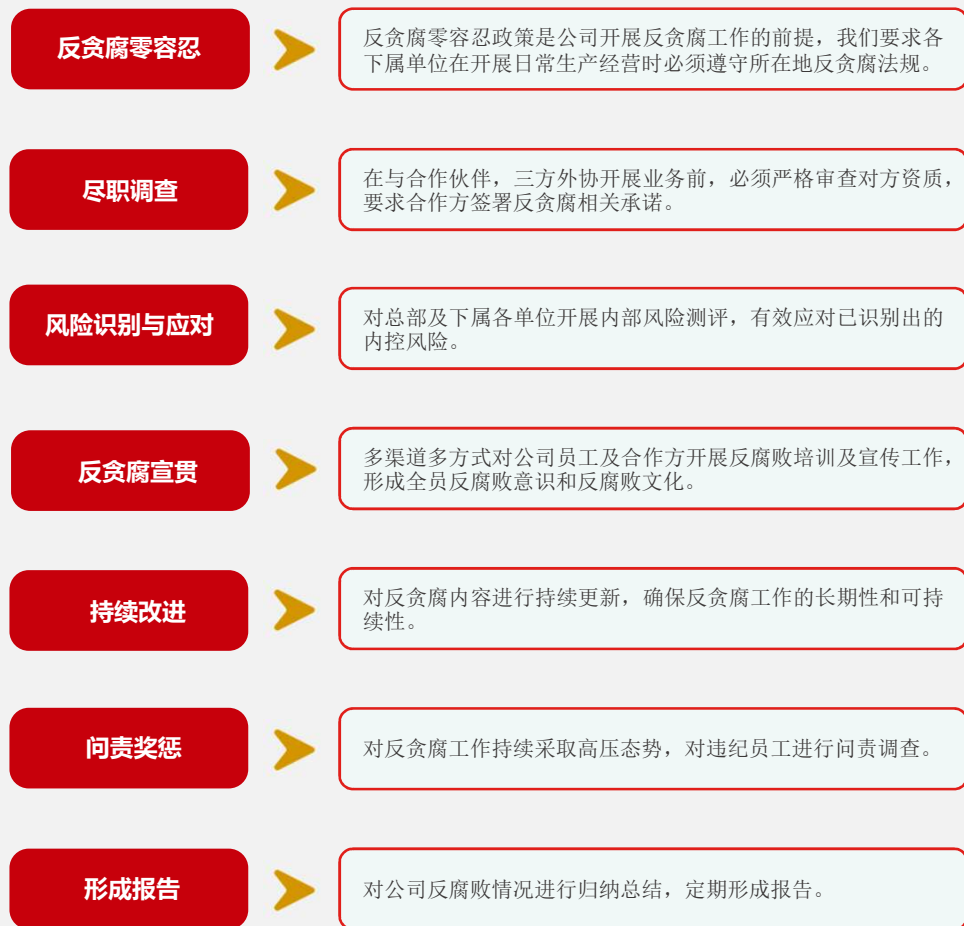 反贪腐零容忍
反贪腐零容忍政策是公司开展反贪腐工作的前提，我们要求各
下属单位在开展日常生产经营时必须遵守所在地反贪腐法规。
尽职调查
在与合作伙伴，三方外协开展业务前，必须严格审查对方资质，
要求合作方签署反贪腐相关承诺。
风险识别与应对
对总部及下属各单位开展内部风险测评，有效应对已识别出的
内控风险。
反贪腐宣贯
多渠道多方式对公司员工及合作方开展反腐败培训及宣传工作，
形成全员反腐败意识和反腐败文化。
持续改进
对反贪腐内容进行持续更新，确保反贪腐工作的长期性和可持
续性。
问责奖惩
对反贪腐工作持续采取高压态势，对违纪员工进行问责调查。
形成报告
对公司反腐败情况进行归纳总结，定期形成报告。